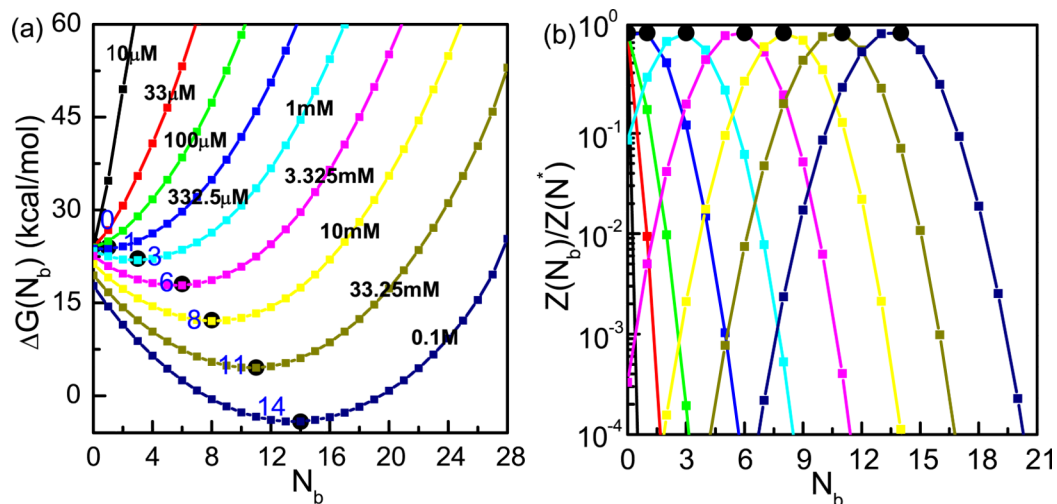 (a)
ΔG(N_b) (kcal/mol)
60
45
30
15
0
10μM
33μM
100μM
332.5μM
1mM
3.325mM
10mM
33.25mM
0.1M
0
1
3
6
8
11
14
0 4 8 12 16 20 24 28
N_b
(b)
Z(N_b)/Z(N^*)
10^0
10^-1
10^-2
10^-3
10^-4
0 3 6 9 12 15 18 21
N_b